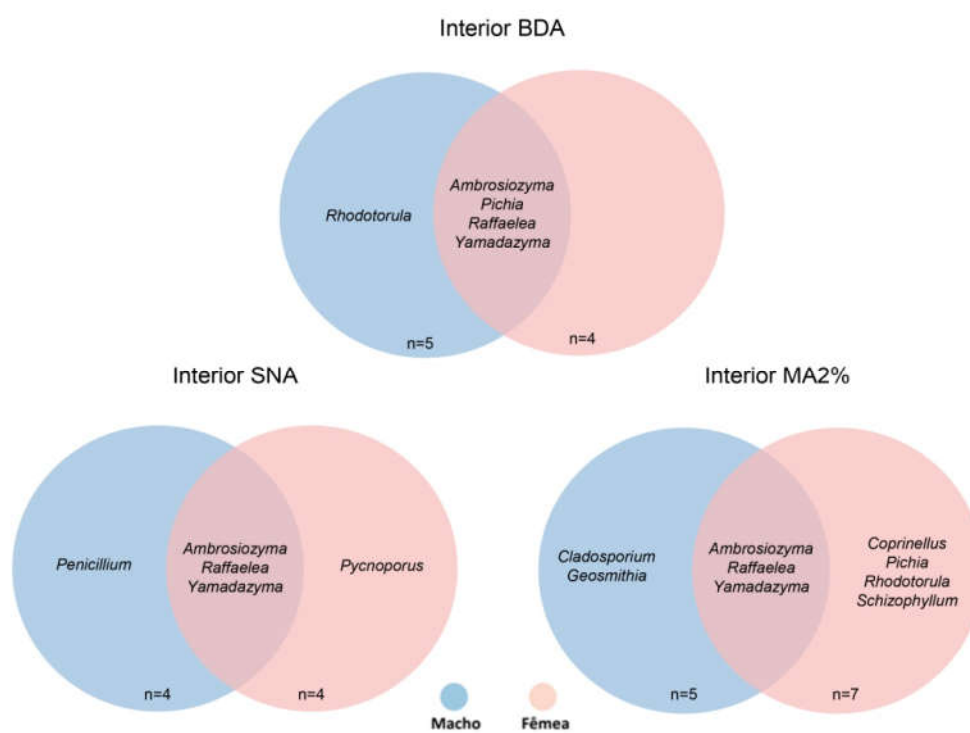 Interior BDA
Rhodotorula
Ambrosiozyma
Pichia
Raffaelea
Yamadazyma
n=5
n=4
Interior SNA
Penicillium
Ambrosiozyma
Raffaelea
Yamadazyma
Pycnoporus
n=4
n=4
Interior MA2%
Cladosporium
Geosmithia
Ambrosiozyma
Raffaelea
Yamadazyma
Coprinellus
Pichia
Rhodotorula
Schizophyllum
n=5
n=7
Macho
Fêmea